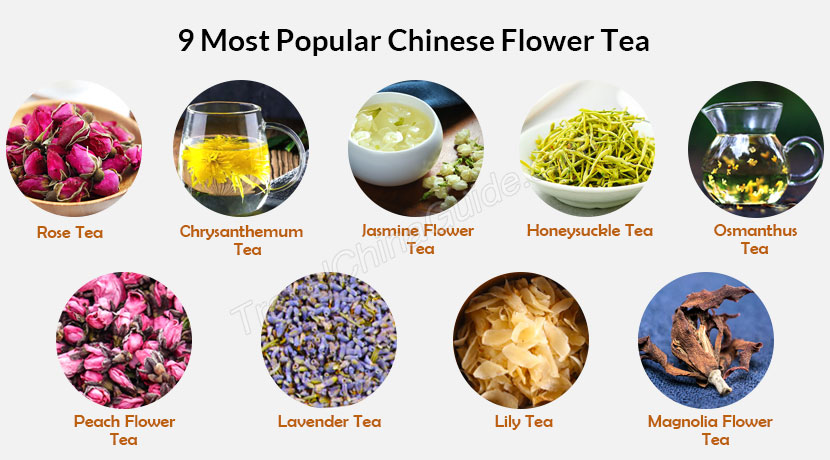 9 Most Popular Chinese Flower Tea
Rose Tea
Chrysanthemum
Tea
Jasmine Flower
Tea
Honeysuckle Tea
Osmanthus
Tea
TravelChinaGuide.
Peach Flower
Tea
Lavender Tea
Lily Tea
Magnolia Flower
Tea